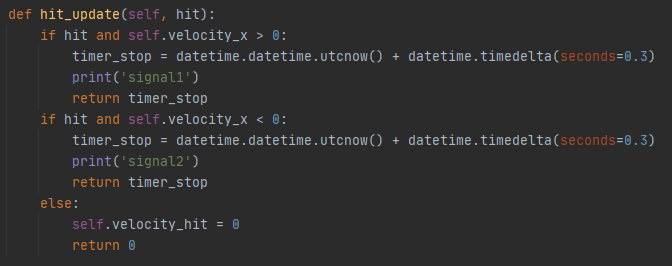 def hit_update(self, hit):
    if hit and self.velocity_x > 0:
        timer_stop = datetime.datetime.utcnow() + datetime.timedelta(seconds=0.3)
        print('signal1')
        return timer_stop
    if hit and self.velocity_x < 0:
        timer_stop = datetime.datetime.utcnow() + datetime.timedelta(seconds=0.3)
        print('signal2')
        return timer_stop
    else:
        self.velocity_hit = 0
        return 0